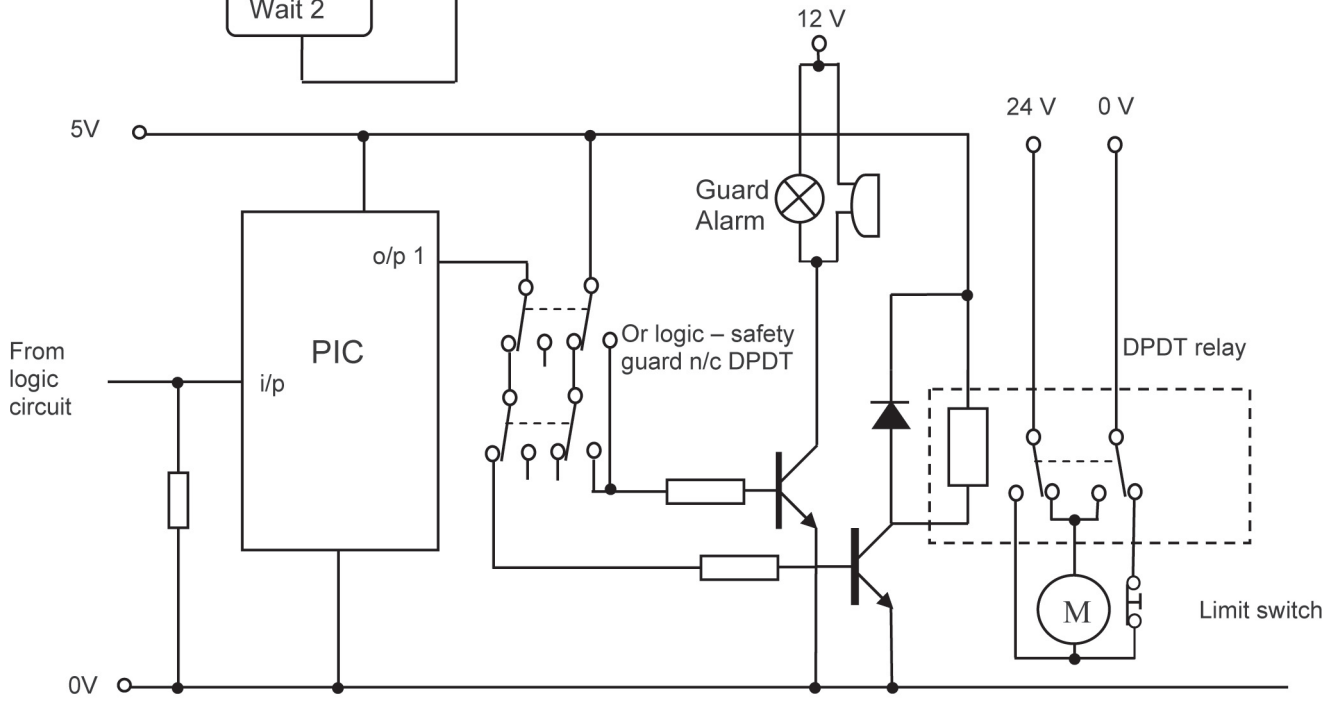 Wait 2
12 V
24 V
0 V
5V
Guard
Alarm
o/p 1
From
logic
circuit
PIC
i/p
Or logic – safety
guard n/c DPDT
DPDT relay
M
Limit switch
0V